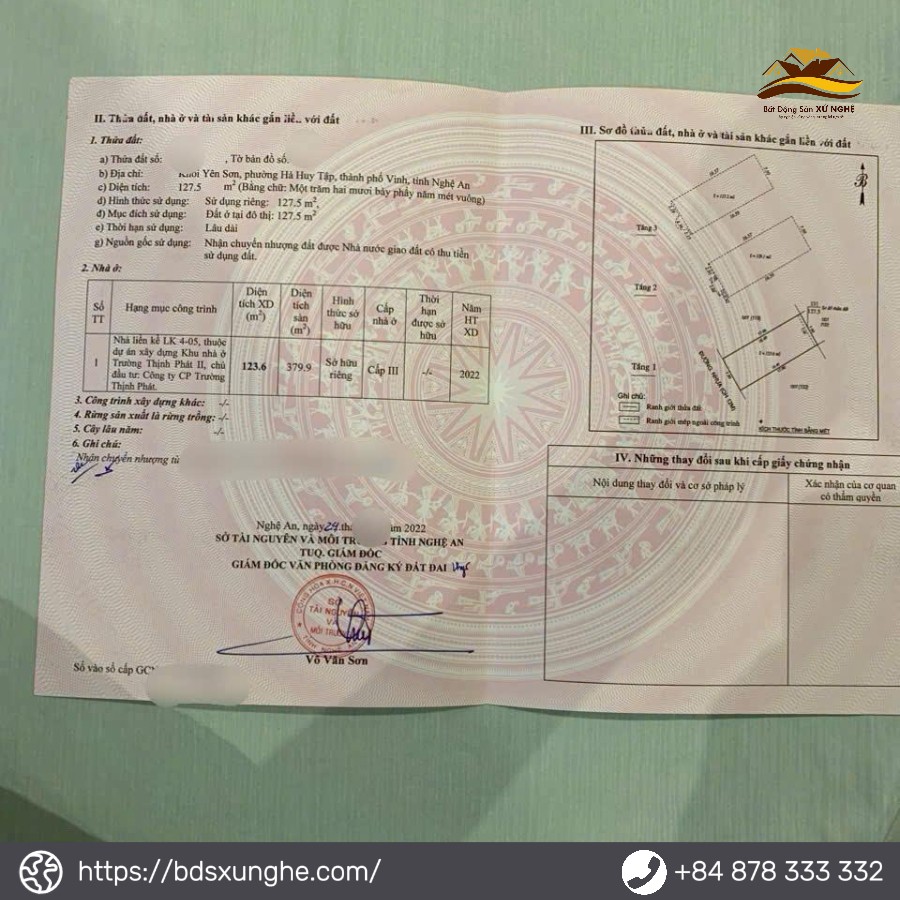 Bất Động Sản XỨ NGHỆ
II. Thửa đất, nhà ở và tài sản khác gắn liền với đất
1. Thửa đất:
a) Thửa đất số: , Tờ bản đồ số
b) Địa chỉ: Khối Yên Sơn, phường Hà Huy Tập, thành phố Vinh, tỉnh Nghệ An
c) Diện tích: 127.5 m² (Bằng chữ: Một trăm hai mươi bảy phẩy năm mét vuông)
d) Hình thức sử dụng: Sử dụng riêng: 127.5 m²,
đ) Mục đích sử dụng: Đất ở tại đô thị: 127.5 m²
e) Thời hạn sử dụng: Lâu dài
g) Nguồn gốc sử dụng: Nhận chuyển nhượng đất được Nhà nước giao đất có thu tiền
sử dụng đất.
2. Nhà ở:
Số TT Hạng mục công trình Diện tích XD (m²) Diện tích sàn (m²) Hình thức sở hữu Cấp nhà ở Thời hạn được sở hữu Năm HT XD
1 Nhà liên kế LK 4-05, thuộc dự án xây dựng Khu nhà ở Trường Thịnh Phát II, chủ đầu tư: Công ty CP Trường Thịnh Phát. 123.6 379.9 Sở hữu riêng Cấp III -/- 2022
3. Công trình xây dựng khác: -/-
4. Rừng sản xuất là rừng trồng: -/-
5. Cây lâu năm: -/-
6. Ghi chú:
Nhận chuyển nhượng từ
Nghệ An, ngày 24 2022
SỞ TÀI NGUYÊN VÀ MÔI TR TỈNH NGHỆ AN
TUQ. GIÁM ĐỐC
GIÁM ĐỐC VĂN PHÒNG ĐĂNG KÝ ĐẤT ĐAI
SỞ
TÀI NGUYÊN
VÀ
MÔI TRƯỜNG
Võ Văn Sơn
Số vào sổ cấp GC
III. Sơ đồ thửa đất, nhà ở và tài sản khác gắn liền với đất
B
Tầng 3
Tầng 2
Tầng 1
Ghi chú:
Ranh giới thửa đất
Ranh giới mép ngoài công trình
KÍCH THƯỚC TÍNH BẰNG MÉT
IV. Những thay đổi sau khi cấp giấy chứng nhận
Nội dung thay đổi và cơ sở pháp lý
Xác nhận của cơ quan
có thẩm quyền
https://bdsxunghe.com/
+84 878 333 332